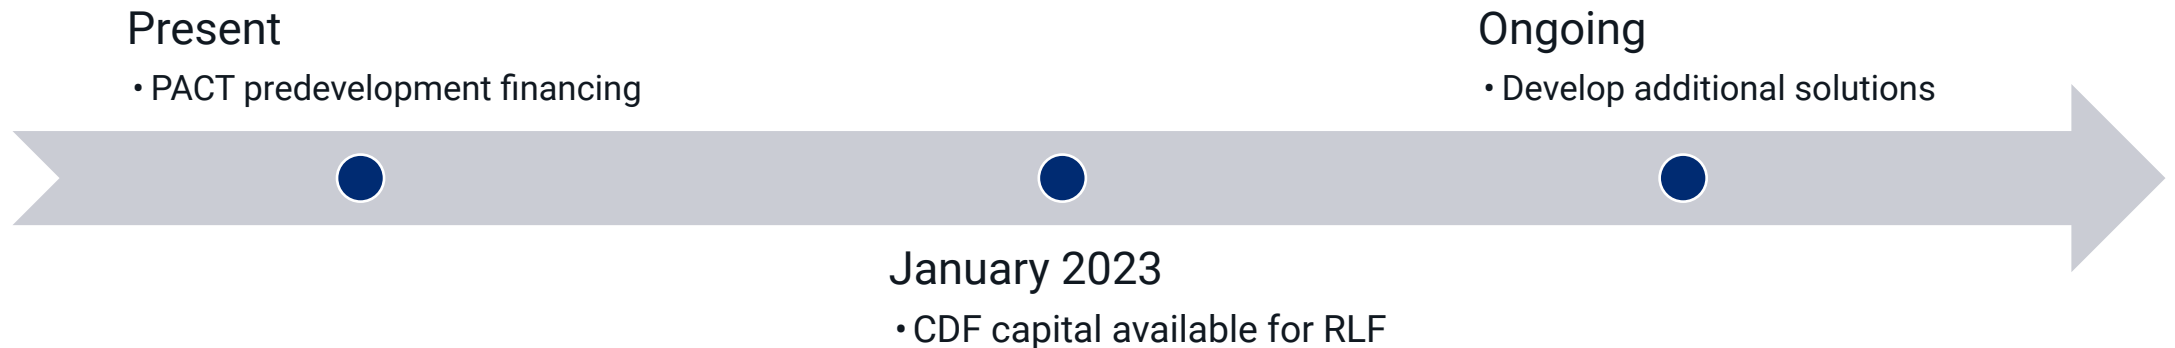 Present
• PACT predevelopment financing
January 2023
• CDF capital available for RLF
Ongoing
• Develop additional solutions